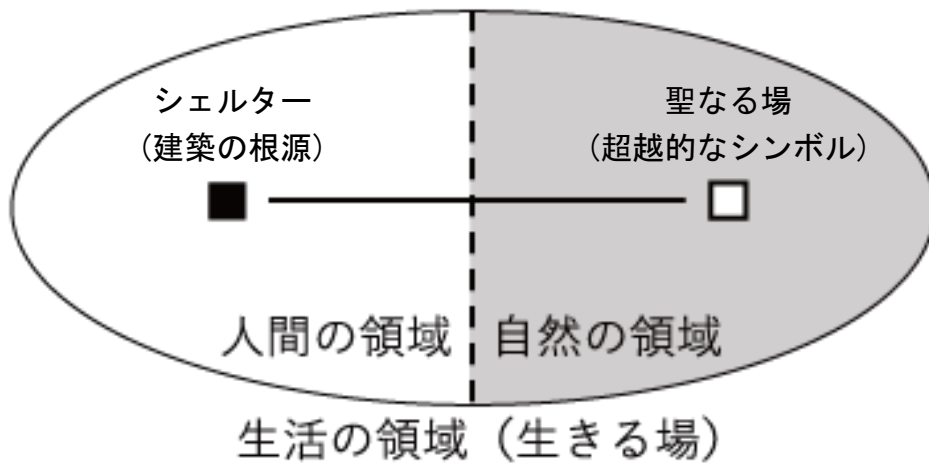 シェルター
（建築の根源）
聖なる場
（超越的なシンボル）
人間の領域
自然の領域
生活の領域（生きる場）